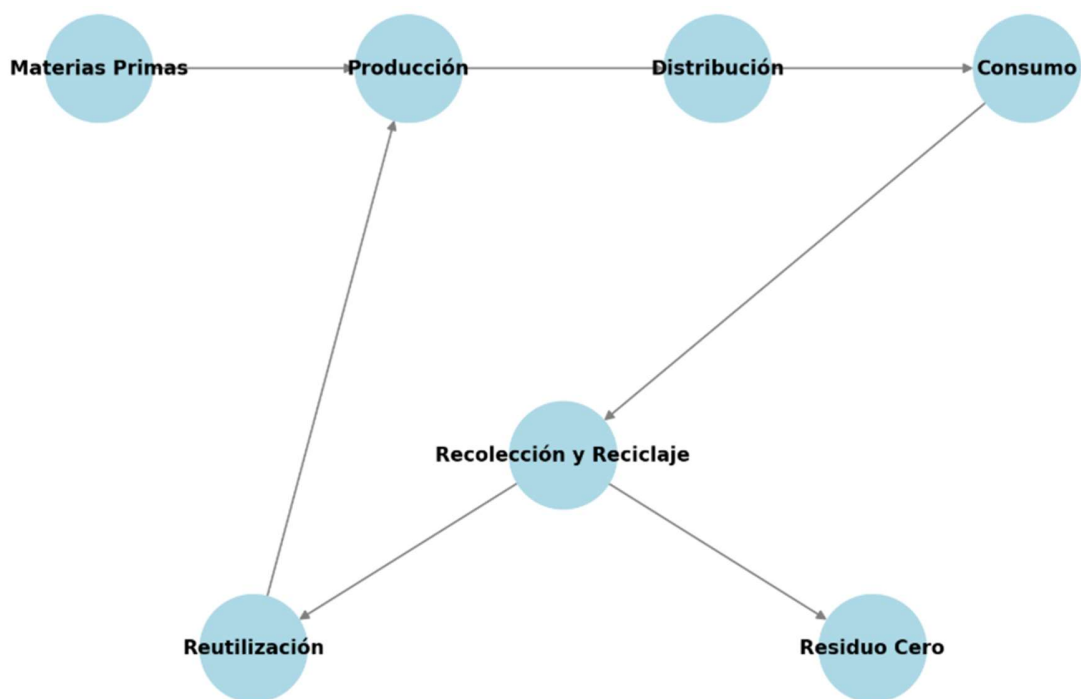 Materias Primas
Producción
Distribución
Consumo
Recolección y Reciclaje
Reutilización
Residuo Cero